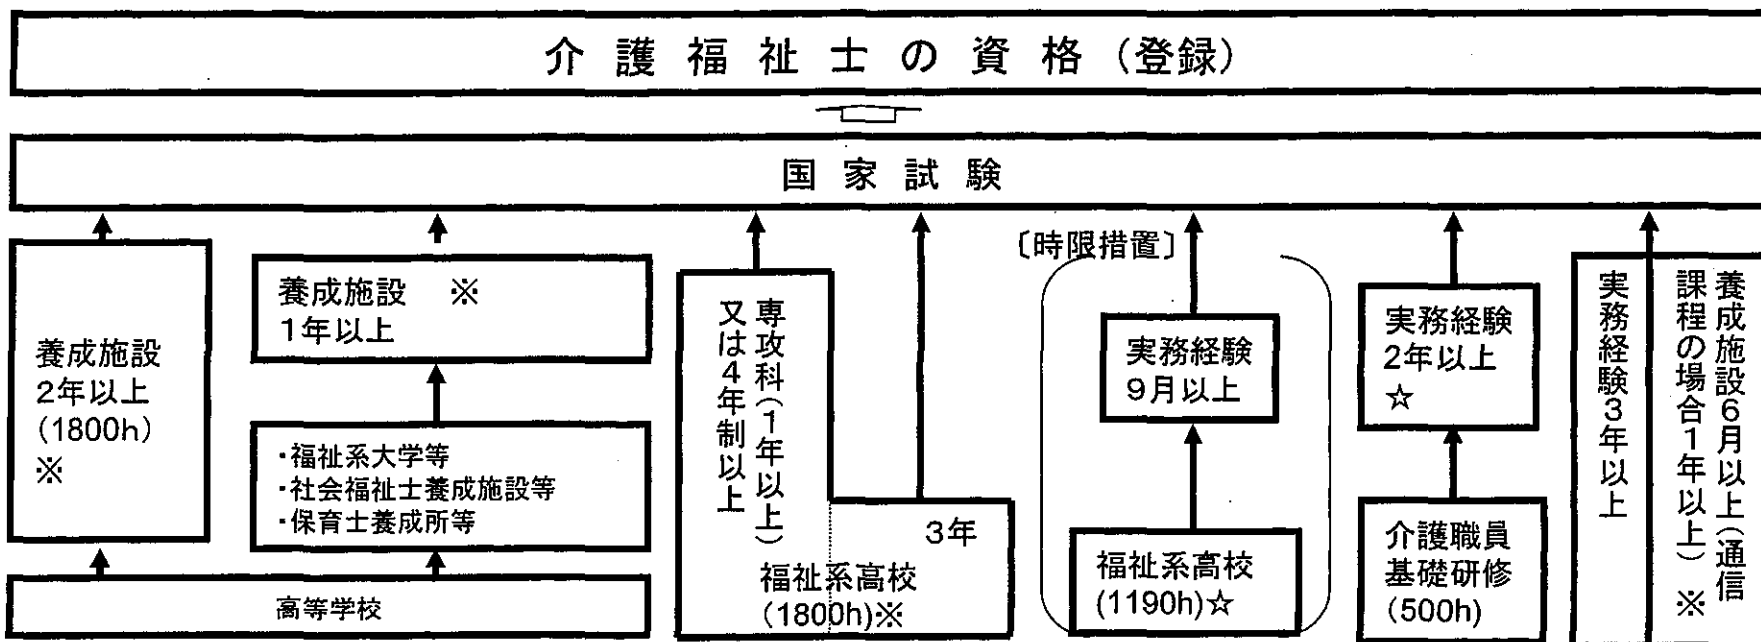 介護福祉士の資格(登録)
国家試験
養成施設
2年以上
(1800h)
※
養成施設 ※
1年以上
・福祉系大学等
・社会福祉士養成施設等
・保育士養成所等
高等学校
専攻科(1年以上)
又は4年制以上
3年
福祉系高校
(1800h)※
〔時限措置〕
実務経験
9月以上
福祉系高校
(1190h)☆
実務経験
2年以上
☆
介護職員
基礎研修
(500h)
養成施設6月以上(通信
課程の場合1年以上)※
実務経験3年以上